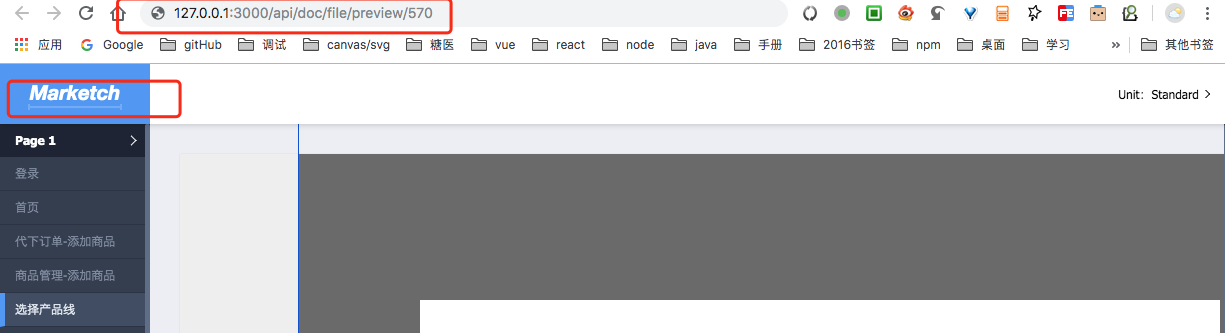 127.0.0.1:3000/api/doc/file/preview/570
应用 Google gitHub 调试 canvas/svg 糖医 vue react node java 手册 2016书签 npm 桌面 学习 » 其他书签
Marketch
Unit: Standard
Page 1
登录
首页
代下订单-添加商品
商品管理-添加商品
选择产品线